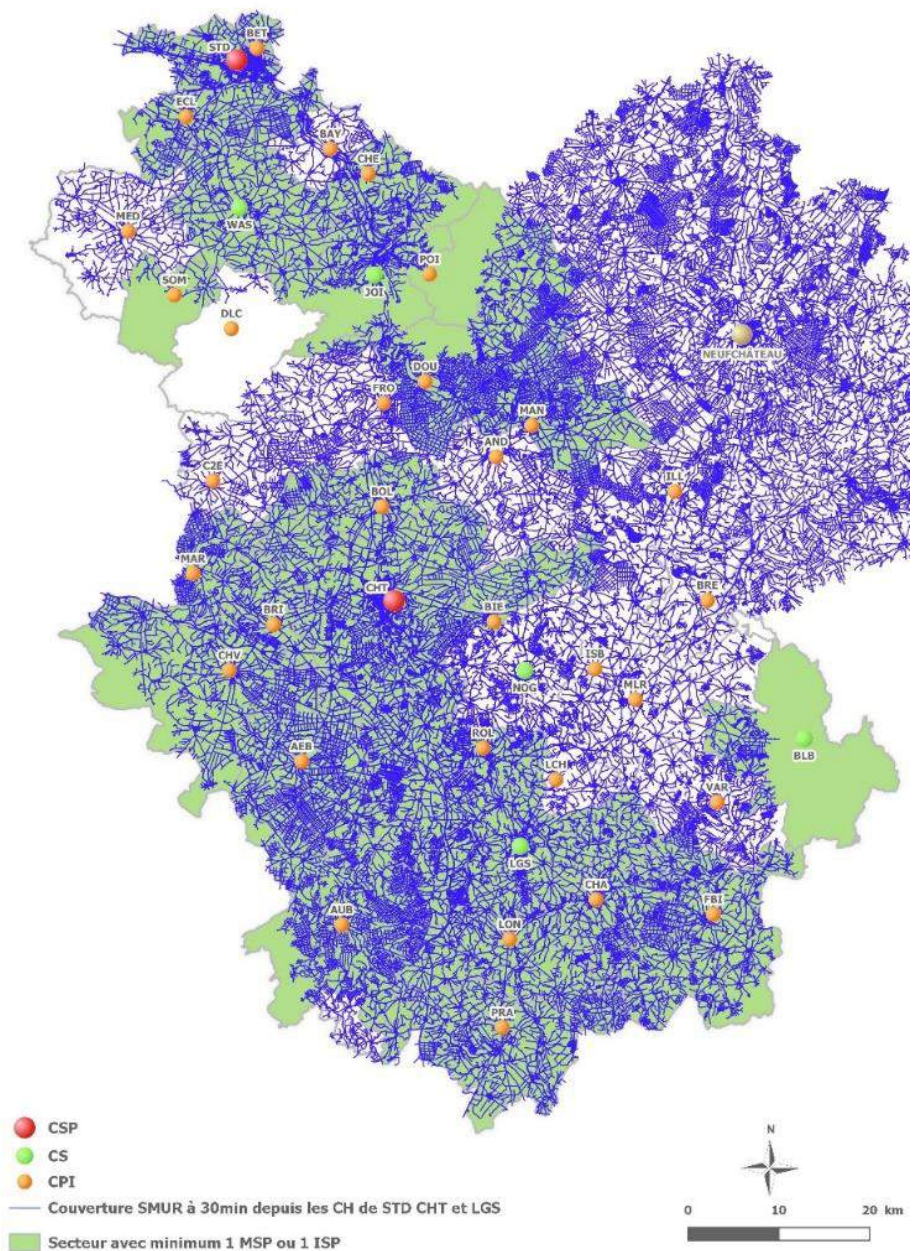 BET
STD
ECL
BAY
CHE
MED
WAS
SOM
POI
JOI
DLC
NEUFCHÂTEAU
DOU
FRO
MAN
AND
C2E
ILL
BOL
MAR
CHT
BRE
BRI
BIE
CHV
ISB
NOG
MLR
BLB
ROL
AEB
LCH
VAR
LGS
CHA
FBI
AUB
LON
PRA
CSP
CS
CPI
Couverture SMUR à 30min depuis les CH de STD CHT et LGS
Secteur avec minimum 1 MSP ou 1 ISP
N
0 10 20 km